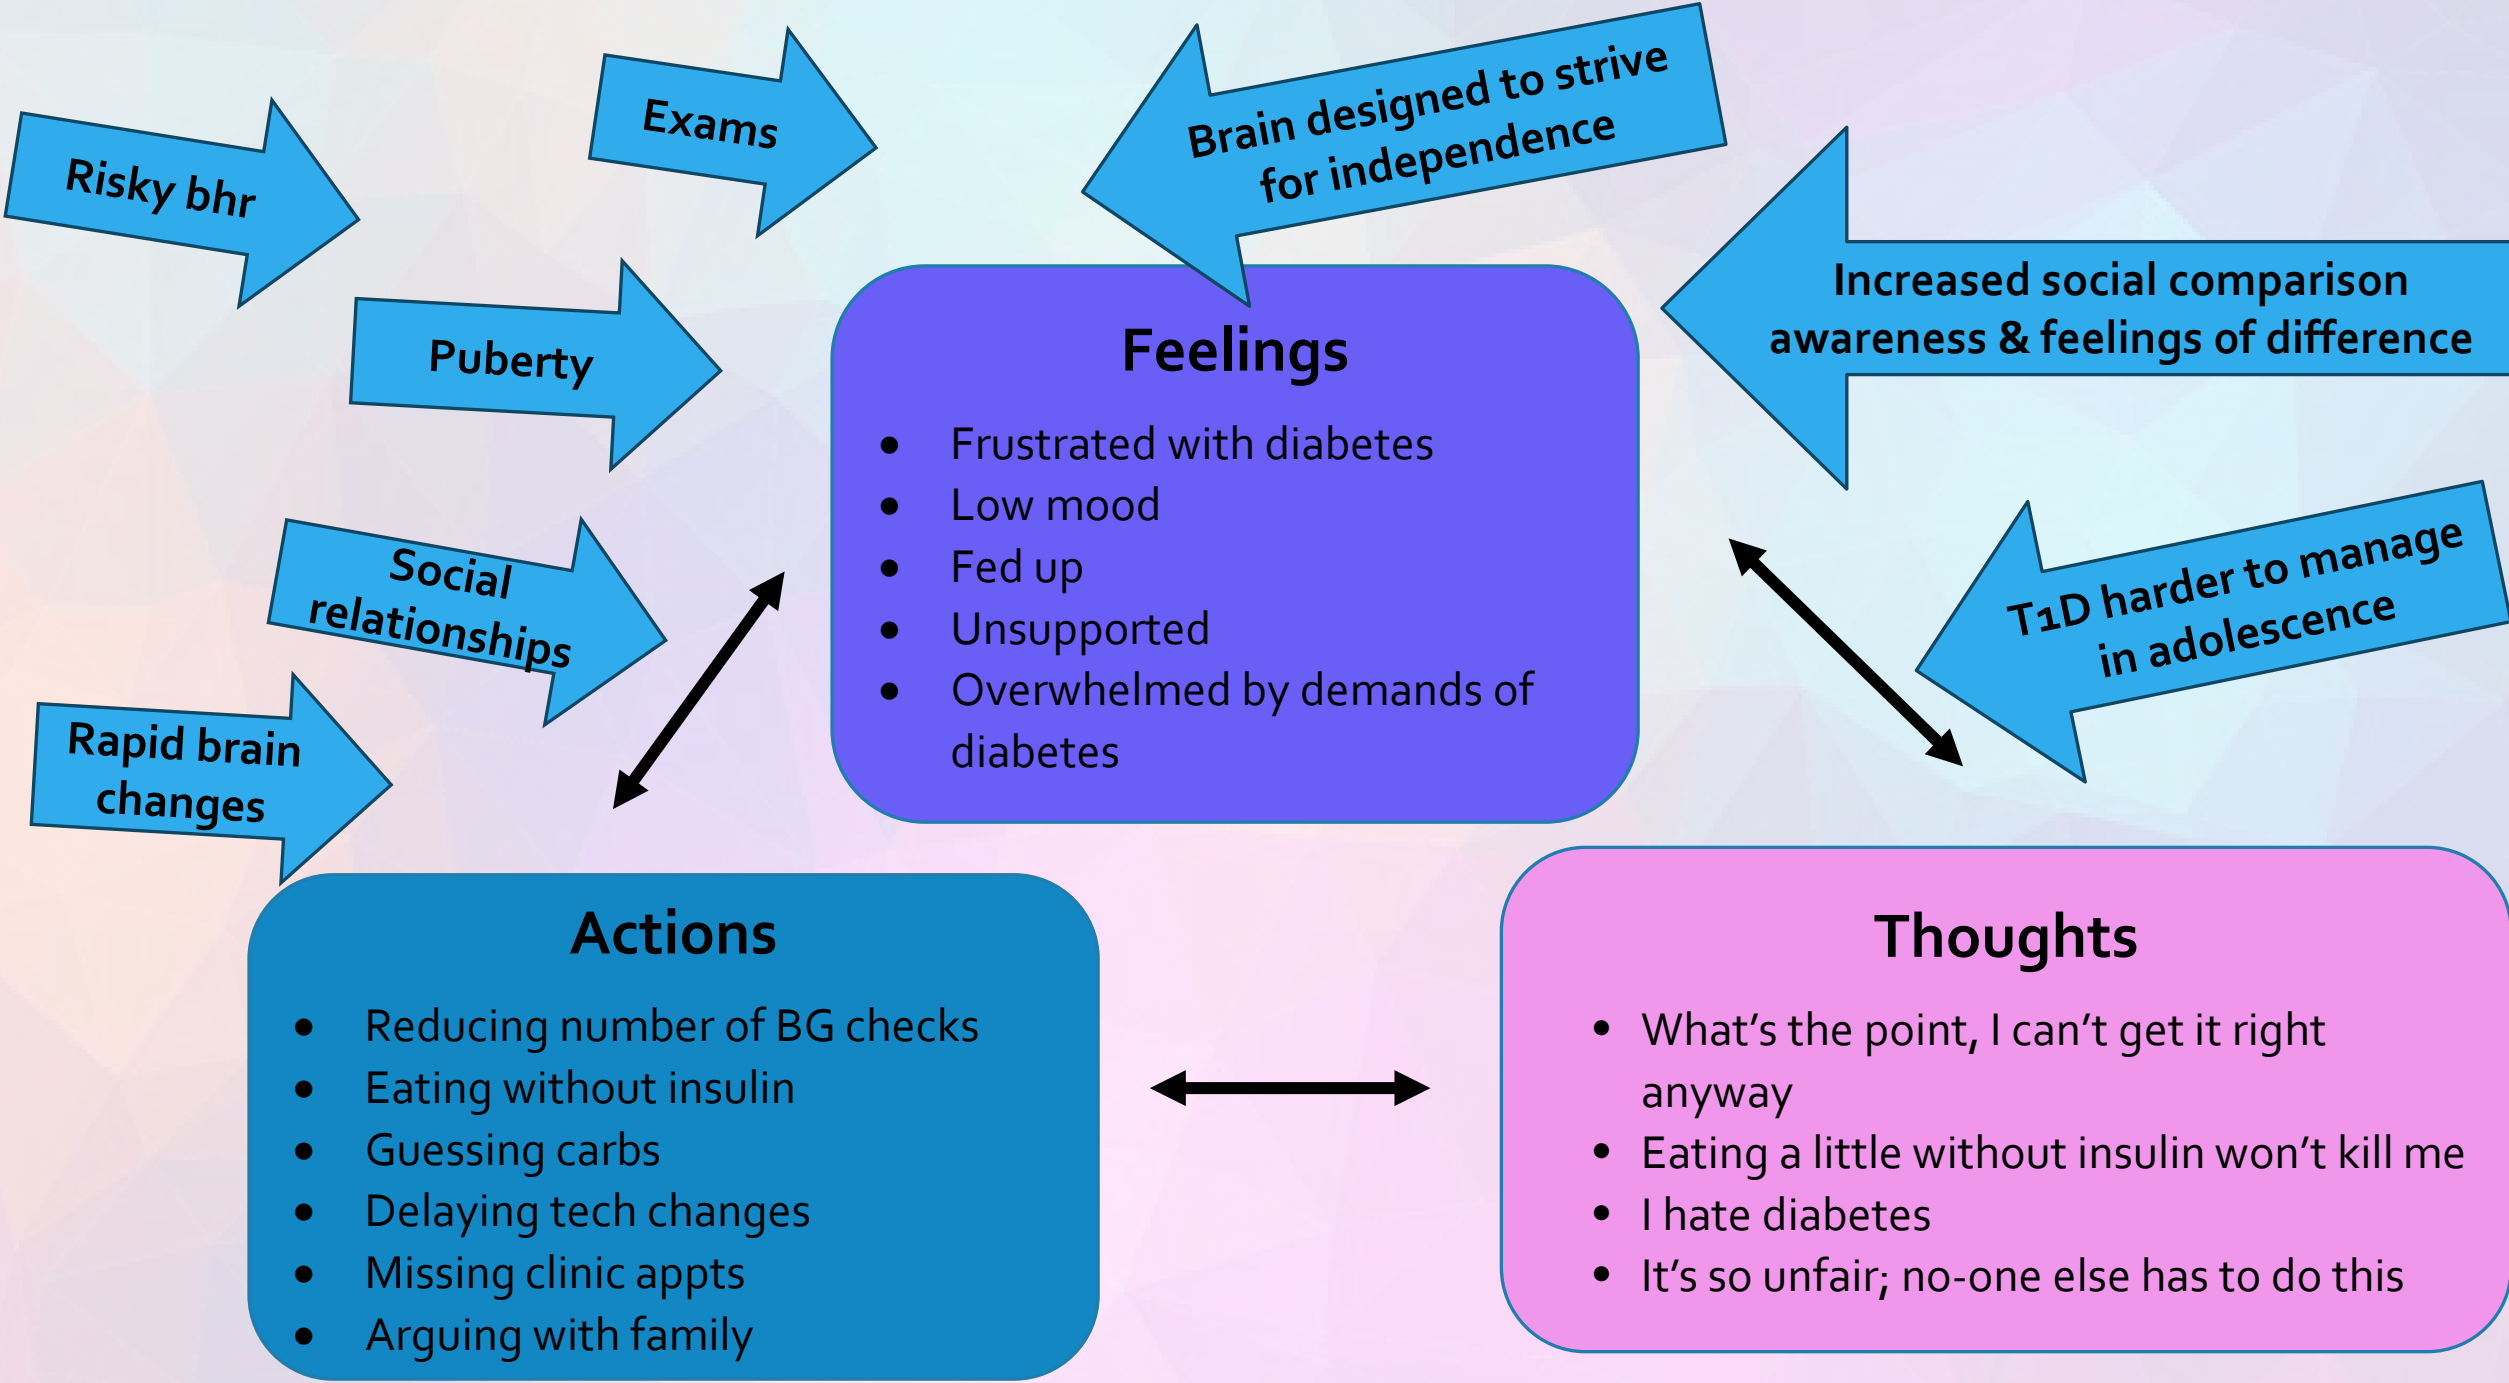 Exams
Brain designed to strive
for independence
Risky bhr
Increased social comparison
awareness & feelings of difference
Puberty
Feelings
• Frustrated with diabetes
• Low mood
• Fed up
• Unsupported
• Overwhelmed by demands of
diabetes
Social
relationships
T1D harder to manage
in adolescence
Rapid brain
changes
Actions
• Reducing number of BG checks
• Eating without insulin
• Guessing carbs
• Delaying tech changes
• Missing clinic appts
• Arguing with family
Thoughts
• What’s the point, I can’t get it right
anyway
• Eating a little without insulin won’t kill me
• I hate diabetes
• It’s so unfair; no-one else has to do this